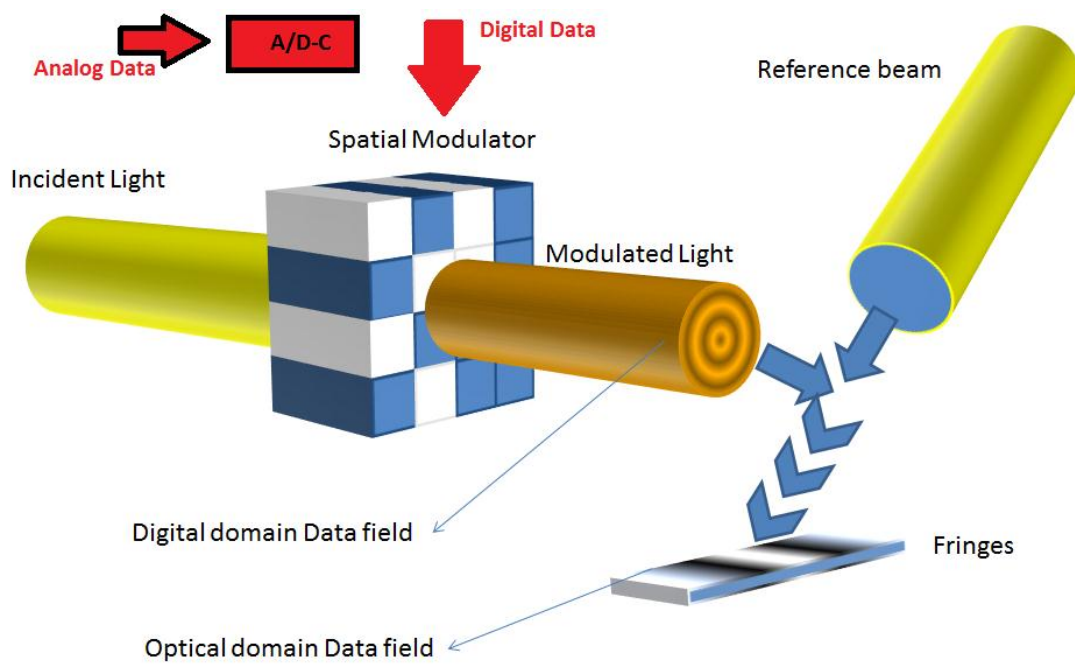 A/D-C
Digital Data
Analog Data
Reference beam
Spatial Modulator
Incident Light
Modulated Light
Digital domain Data field
Fringes
Optical domain Data field